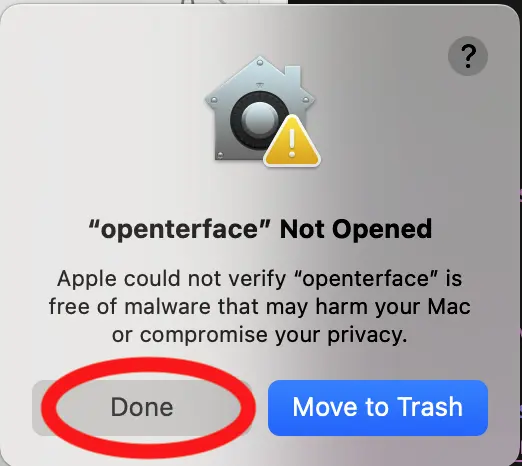 ?
“openterface” Not Opened
Apple could not verify “openterface” is
free of malware that may harm your Mac
or compromise your privacy.
Done
Move to Trash